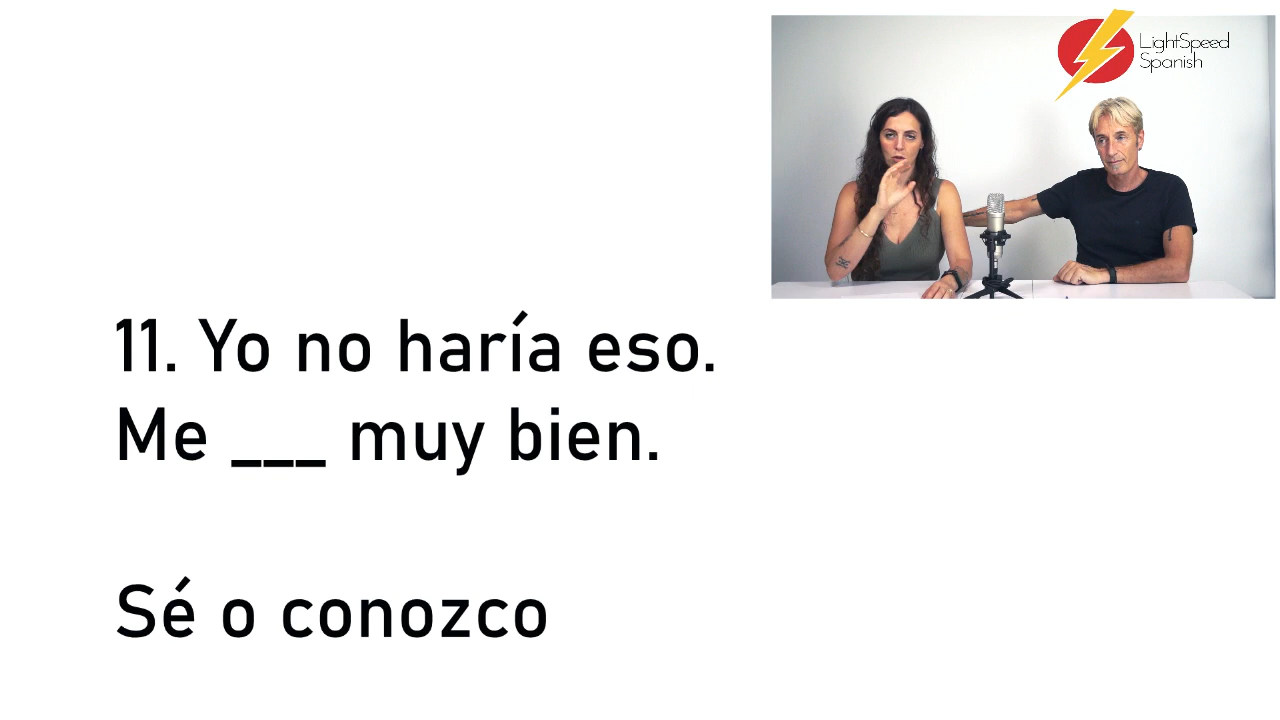 LightSpeed
Spanish
11. Yo no haría eso.
Me ___ muy bien.
Sé o conozco